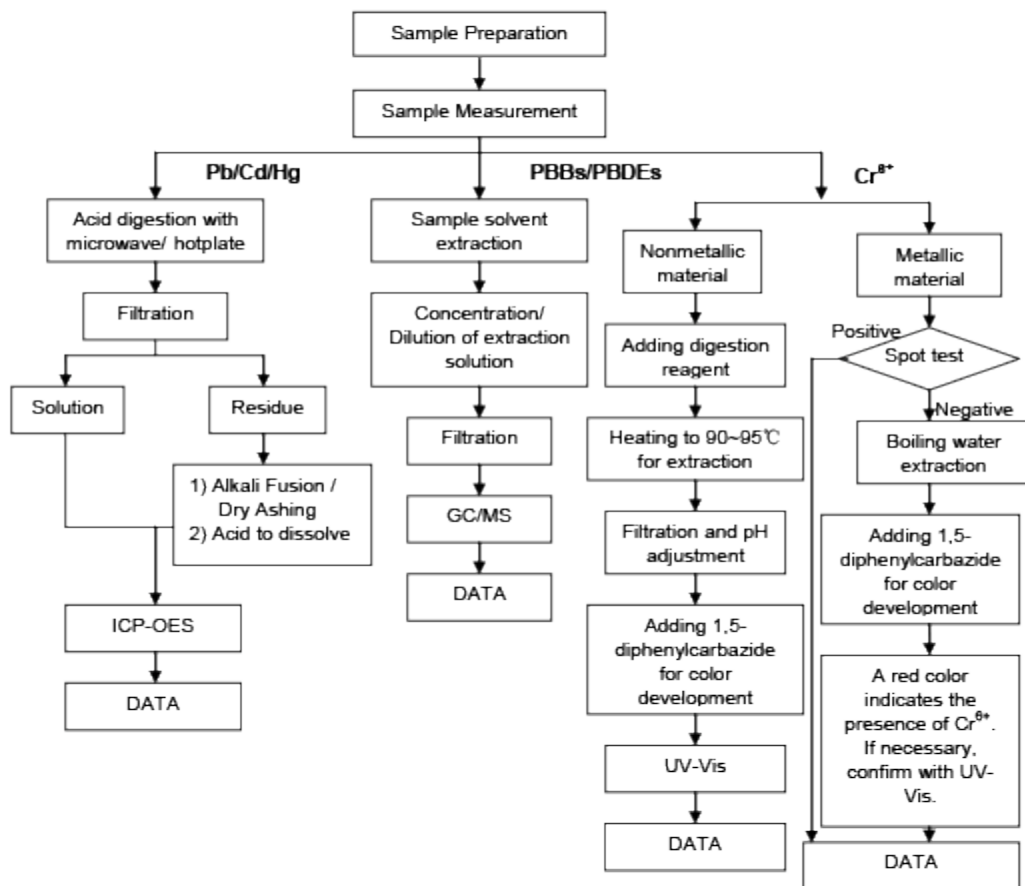 Sample Preparation
Sample Measurement
Pb/Cd/Hg
PBBs/PBDEs
Cr⁶⁺
Acid digestion with
microwave/ hotplate
Filtration
Solution
Residue
1) Alkali Fusion /
Dry Ashing
2) Acid to dissolve
ICP-OES
DATA
Sample solvent
extraction
Concentration/
Dilution of extraction
solution
Filtration
GC/MS
DATA
Nonmetallic
material
Adding digestion
reagent
Heating to 90~95℃
for extraction
Filtration and pH
adjustment
Adding 1,5-
diphenylcarbazide
for color
development
UV-Vis
DATA
Metallic
material
Positive
Spot test
Negative
Boiling water
extraction
Adding 1,5-
diphenylcarbazide
for color
development
A red color
indicates the
presence of Cr⁶⁺.
If necessary,
confirm with UV-
Vis.
DATA